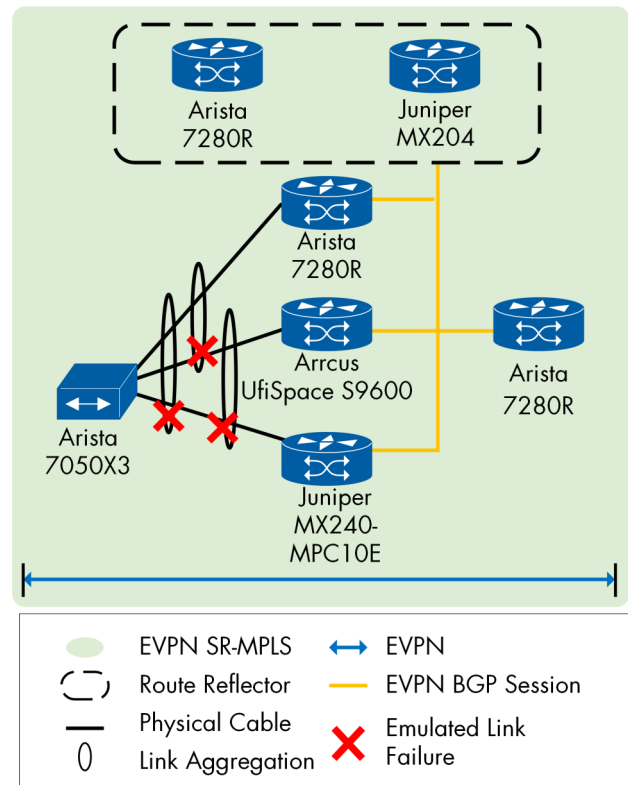 Arista
7280R
Juniper
MX204
Arista
7280R
Arrcus
UfiSpace S9600
Arista
7280R
Arista
7050X3
Juniper
MX240-
MPC10E
EVPN SR-MPLS
EVPN
Route Reflector
EVPN BGP Session
Physical Cable
Emulated Link
Failure
Link Aggregation